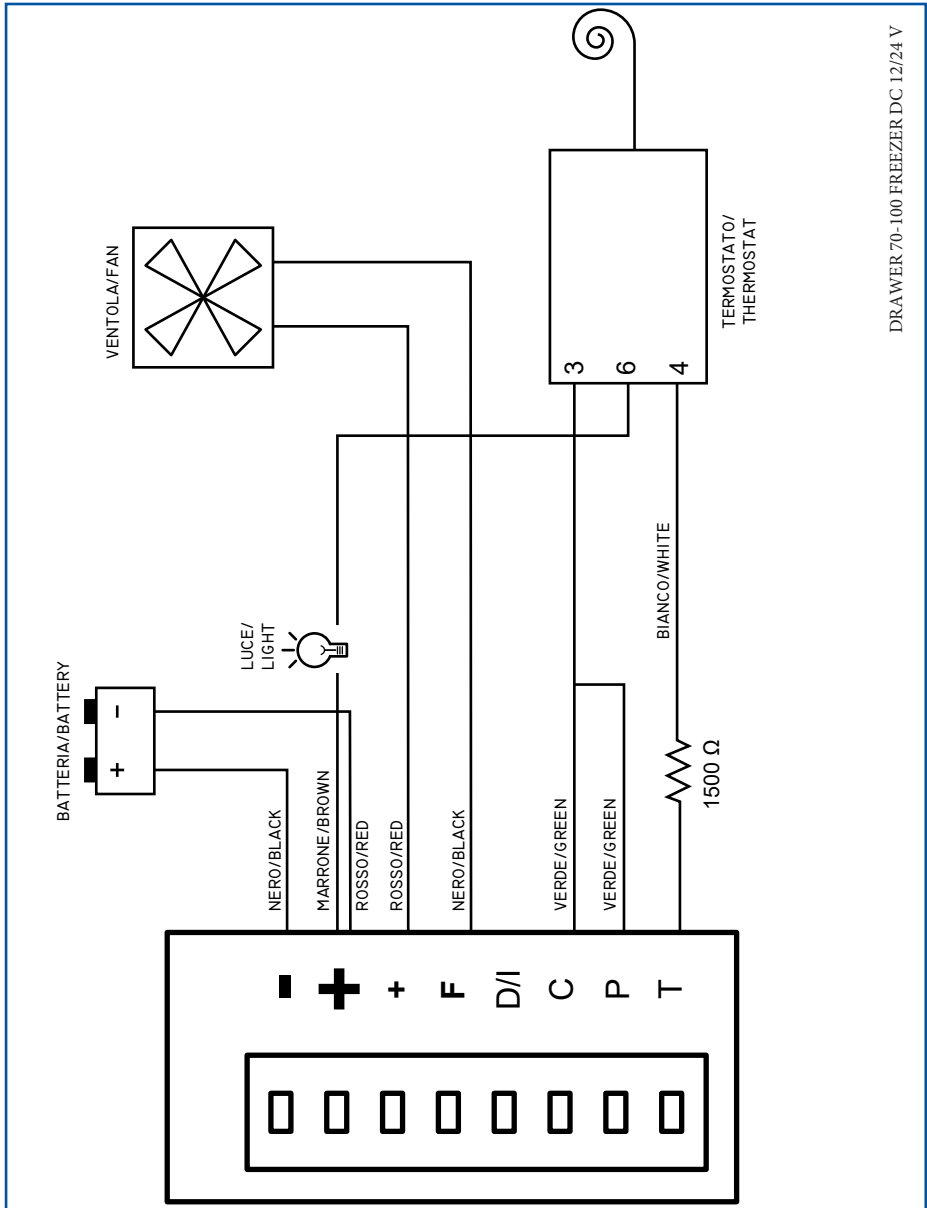 DRAWER 70-100 FREEZER DC 12/24 V
BATTERIA/BATTERY
+
-
VENTOLA/FAN
LUCE/
LIGHT
TERMOSTATO/
THERMOSTAT
3
6
4
NERO/BLACK
MARRONE/BROWN
ROSSO/RED
ROSSO/RED
NERO/BLACK
VERDE/GREEN
VERDE/GREEN
BIANCO/WHITE
1500 Ω
-
+
+
F
D/I
C
P
T